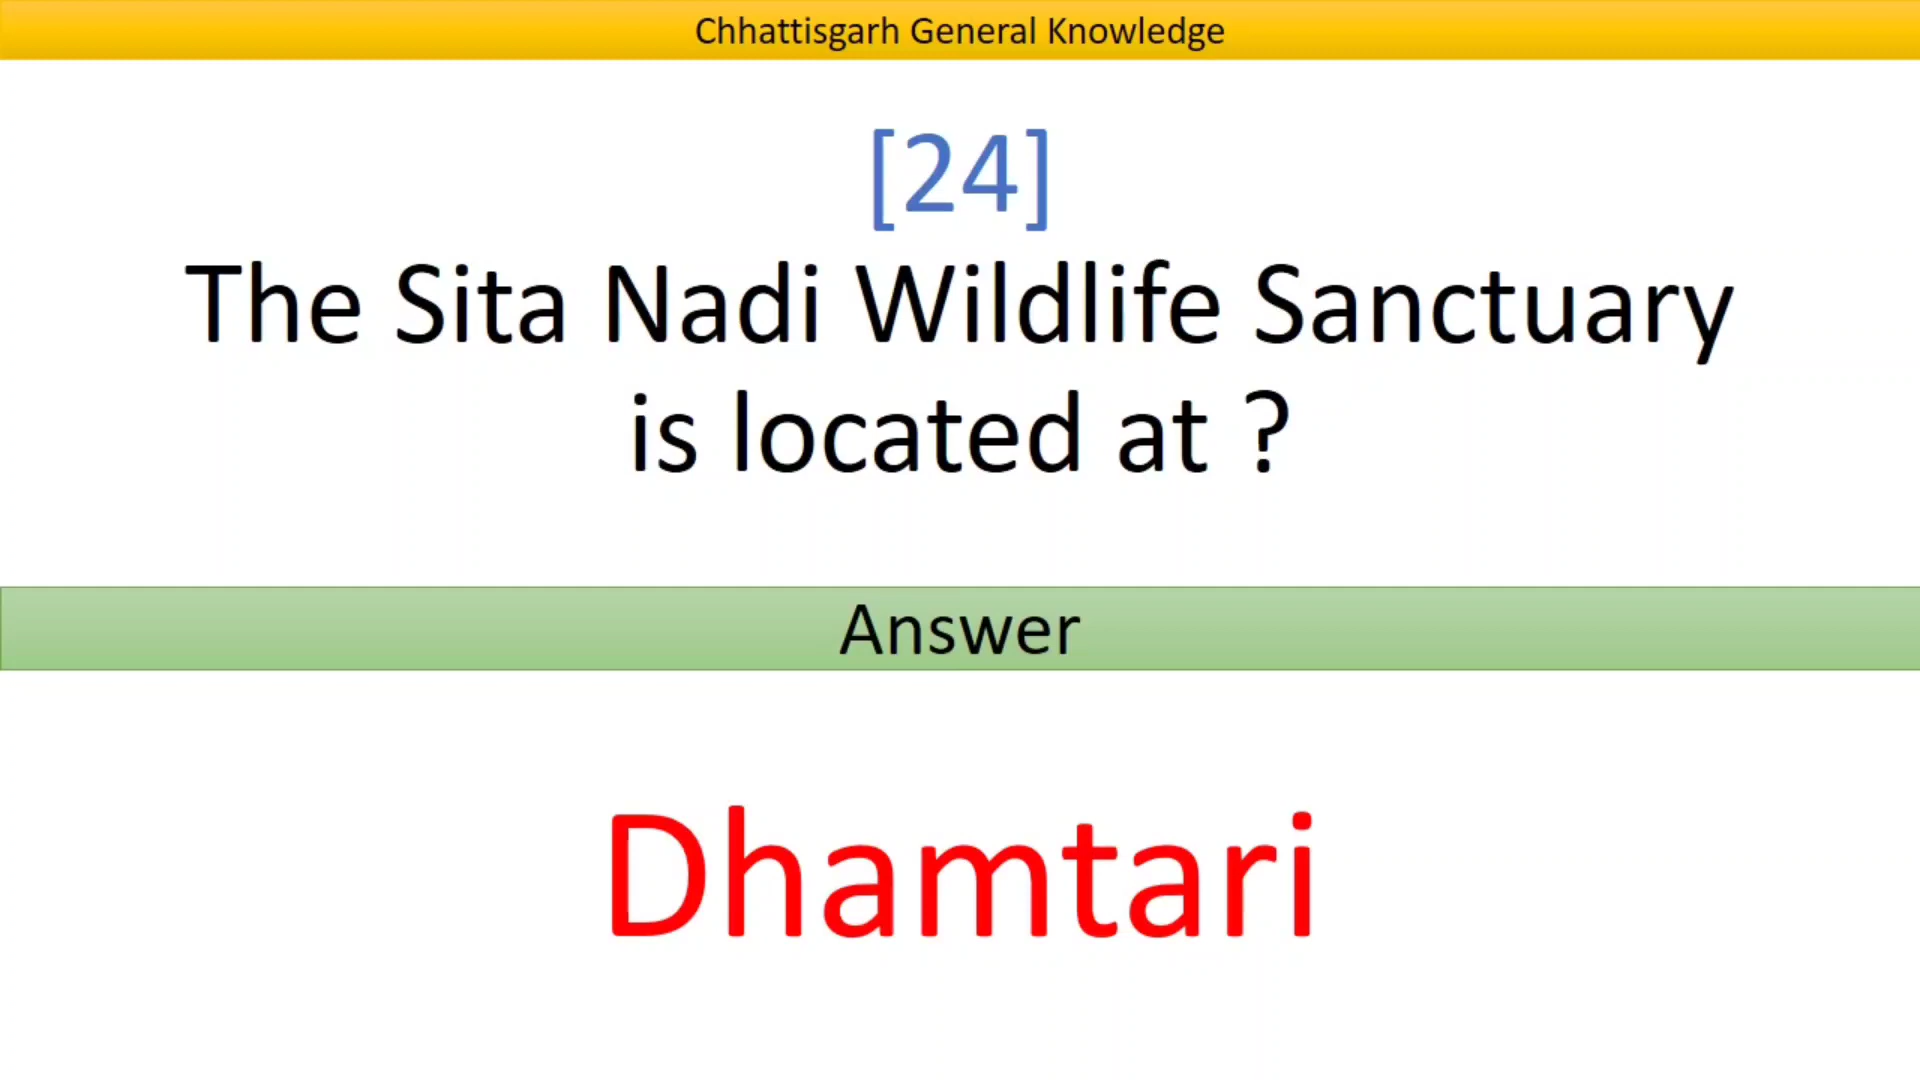 Chhattisgarh General Knowledge
[24]
The Sita Nadi Wildlife Sanctuary
is located at ?
Answer
Dhamtari